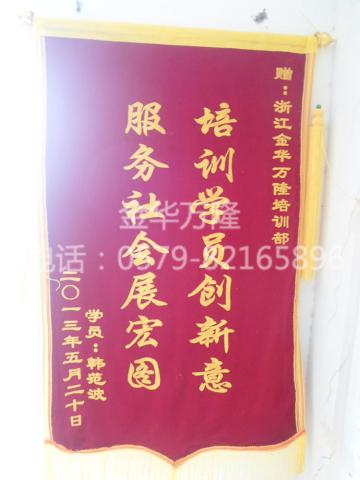 赠：浙江金华万隆培训部
培训学员创新意
服务社会展宏图
学员：韩范波
二〇一三年五月二十日
金华万隆
电话：0579-82165896